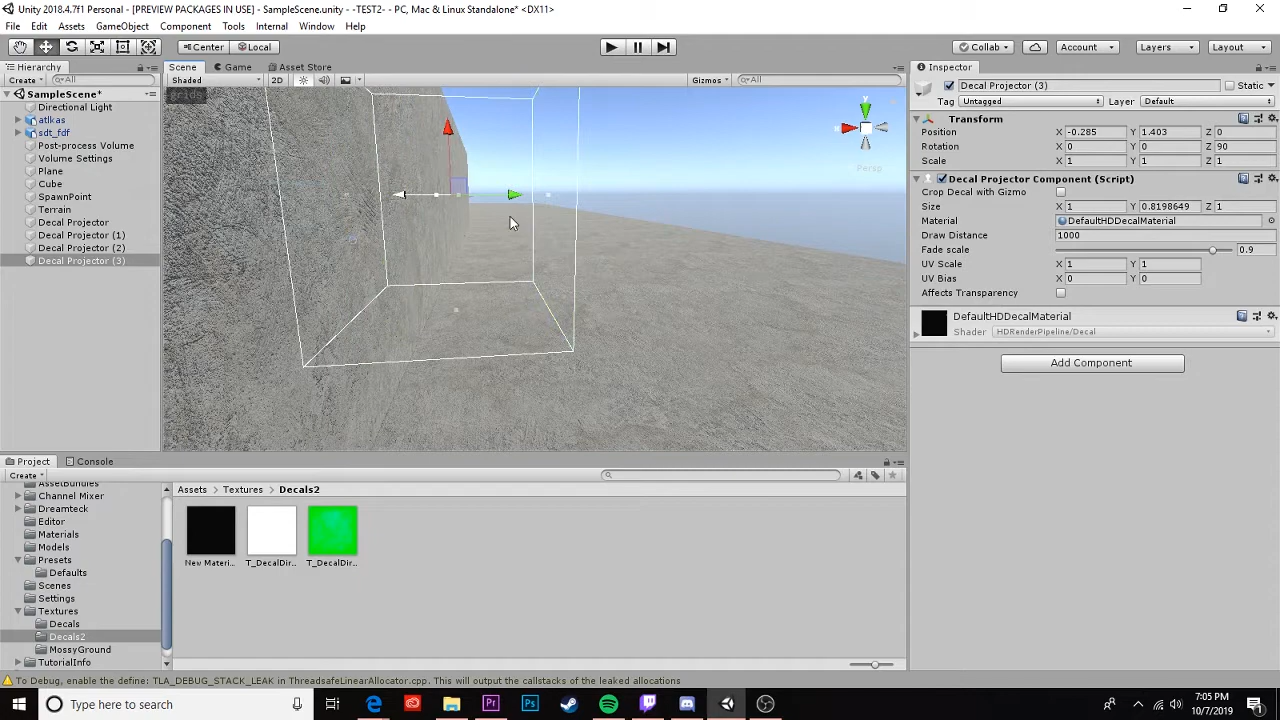 Unity 2018.4.7f1 Personal - [PREVIEW PACKAGES IN USE] - SampleScene.unity - -TEST2- - PC, Mac & Linux Standalone* <DX11>
File Edit Assets GameObject Component Tools Internal Window Help
Center Local Collab Account Layers Layout
Hierarchy
Create All
SampleScene*
Directional Light
atlkas
sdt_fdf
Post-process Volume
Volume Settings
Plane
Cube
SpawnPoint
Terrain
Decal Projector
Decal Projector (1)
Decal Projector (2)
Decal Projector (3)
Scene Game Asset Store
Shaded 2D Gizmos All
grids
y
x
Persp
Inspector
Decal Projector (3) Static
Tag Untagged Layer Default
Transform
Position X -0.285 Y 1.403 Z 0
Rotation X 0 Y 0 Z 90
Scale X 1 Y 1 Z 1
Decal Projector Component (Script)
Crop Decal with Gizmo
Size X 1 Y 0.8198649 Z 1
Material DefaultHDDecalMaterial
Draw Distance 1000
Fade scale 0.9
UV Scale X 1 Y 1
UV Bias X 0 Y 0
Affects Transparency
DefaultHDDecalMaterial
Shader HDRenderPipeline/Decal
Add Component
Project Console
Create
AssetBundles
Channel Mixer
Dreamteck
Editor
Materials
Models
Presets
Defaults
Scenes
Settings
Textures
Decals
Decals2
MossyGround
TutorialInfo
Assets Textures Decals2
New Materi... T_DecalDir... T_DecalDir...
To Debug, enable the define: TLA_DEBUG_STACK_LEAK in ThreadsafeLinearAllocator.cpp. This will output the callstacks of the leaked allocations
Type here to search
7:05 PM
10/7/2019